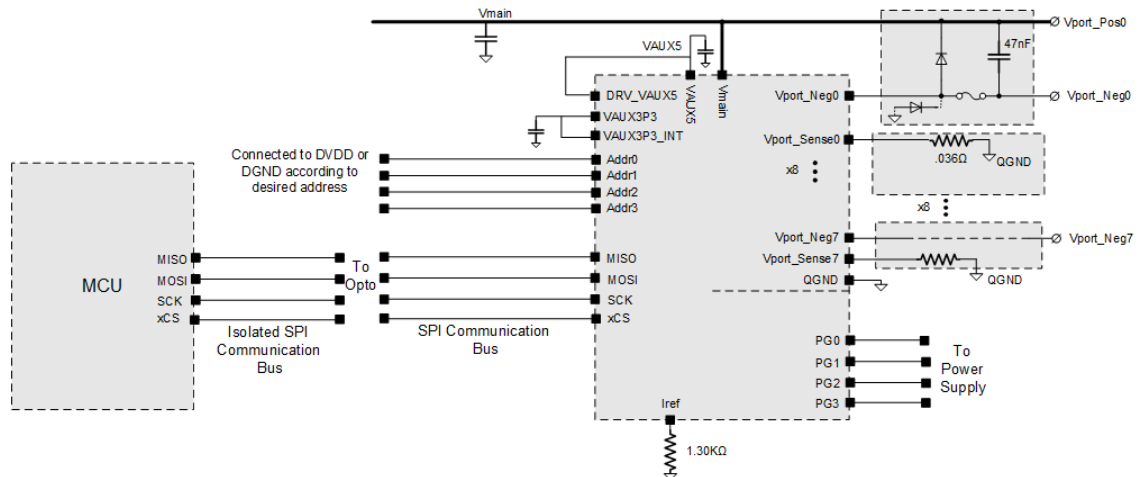 Vmain
Vport_Pos0
VAUX5
47nF
DRV_VAUX5
VAUX5
Vmain
Vport_Neg0
Vport_Neg0
VAUX3P3
VAUX3P3_INT
Vport_Sense0
.036Ω
QGND
Connected to DVDD or
DGND according to
desired address
Addr0
Addr1
Addr2
Addr3
x8
x8
Vport_Neg7
Vport_Neg7
Vport_Sense7
QGND
QGND
MCU
MISO
MOSI
SCK
xCS
To
Opto
MISO
MOSI
SCK
xCS
Isolated SPI
Communication
Bus
SPI Communication
Bus
PG0
PG1
PG2
PG3
To
Power
Supply
Iref
1.30KΩ